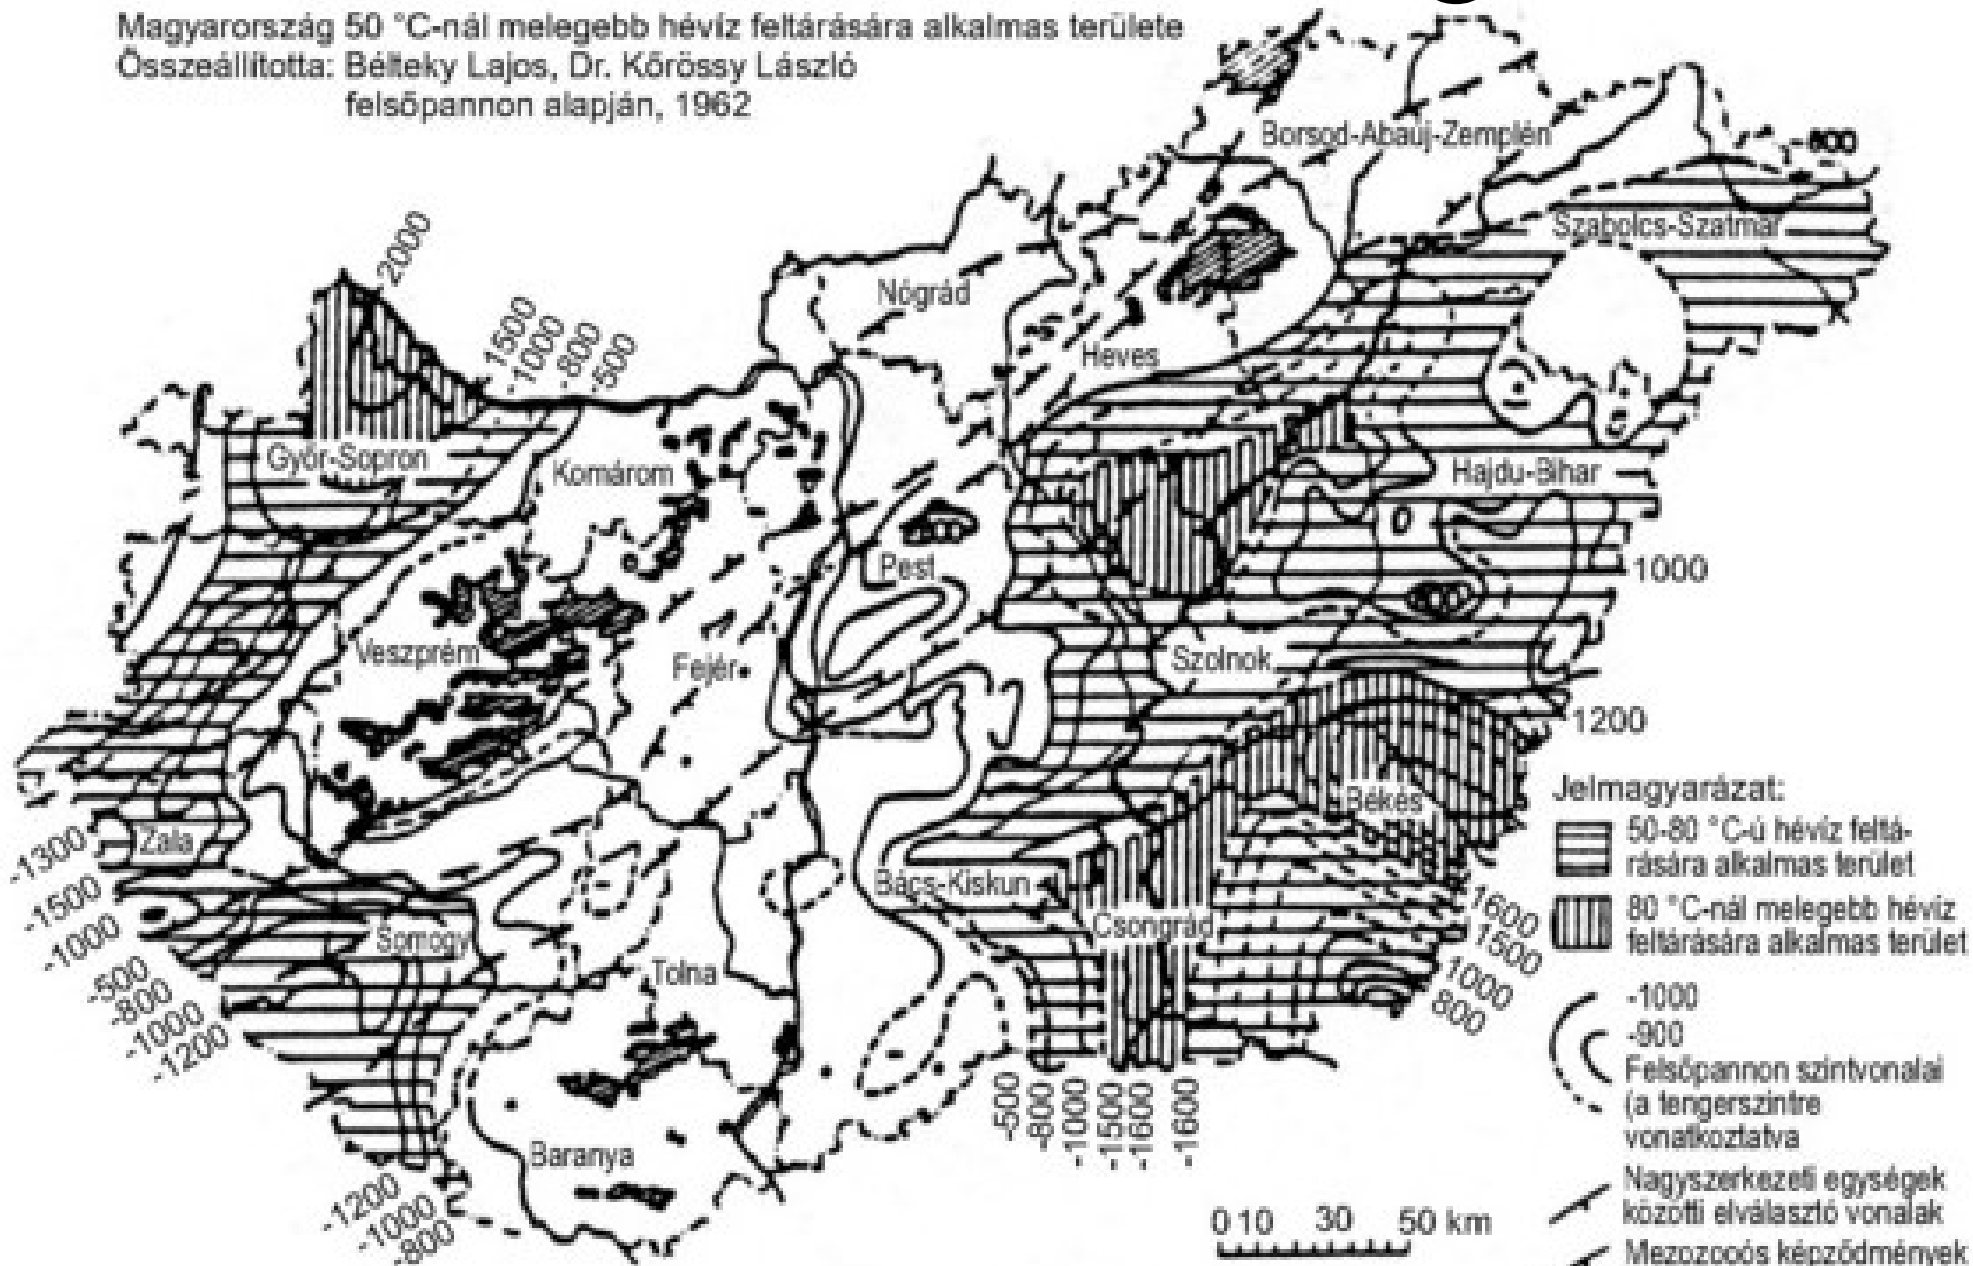 Magyarország 50 °C-nál melegebb hévíz feltárására alkalmas területe
Összeállította: Bélteky Lajos, Dr. Kőrössy László
felsőpannon alapján, 1962
Borsod-Abaúj-Zemplén
-800
Szabolcs-Szatmár
-2000
Nógrád
-1500
-1000
-800
-500
Heves
Győr-Sopron
Komárom
Hajdu-Bihar
Pest
1000
Veszprém
Fejér
Szolnok
1200
Békés
Zala
-1300
-1500
-1000
-500
-800
-1000
-1200
Bács-Kiskun
Csongrád
1600
1500
1000
800
Somogy
Tolna
-500
-800
-1000
-1500
-1600
-1600
Baranya
-1200
-1000
-800
0 10 30 50 km
Jelmagyarázat:
50-80 °C-ú hévíz feltá-
rására alkalmas terület
80 °C-nál melegebb hévíz
feltárására alkalmas terület
-1000
-900
Felsőpannon szintvonalai
(a tengerszintre
vonatkoztatva
Nagyszerkezeti egységek
közötti elválasztó vonalak
Mezozooós képződmények